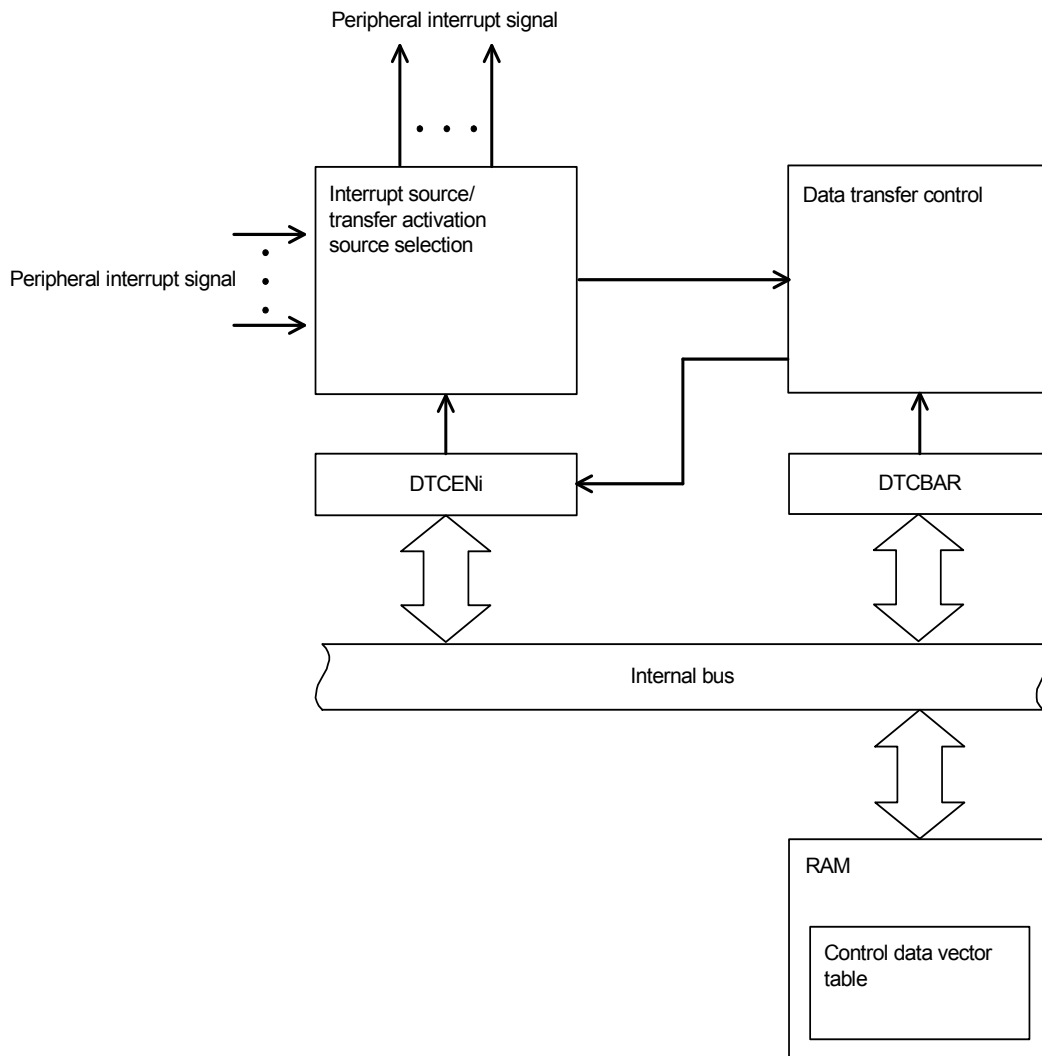 Peripheral interrupt signal
Interrupt source/
transfer activation
source selection
Data transfer control
Peripheral interrupt signal
DTCENi
DTCBAR
Internal bus
RAM
Control data vector
table